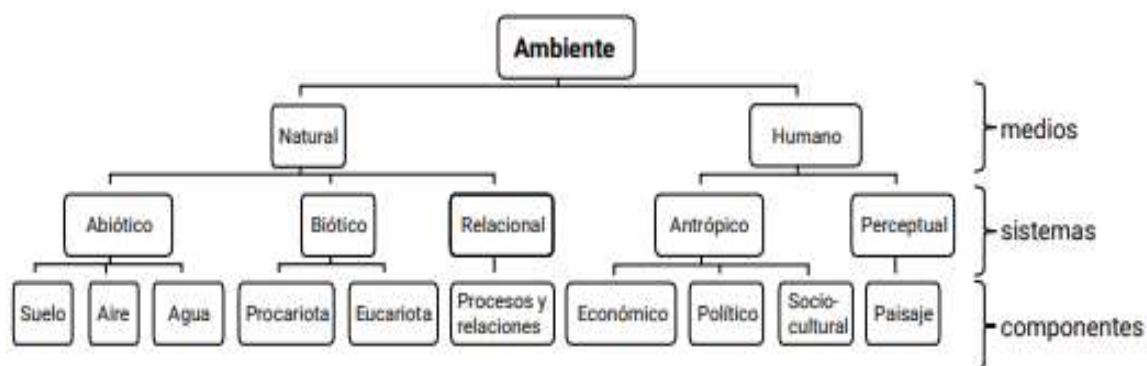 Ambiente
Natural
Humano
medios
Abiótico
Biótico
Relacional
Antrópico
Perceptual
sistemas
Suelo
Aire
Agua
Procariota
Eucariota
Procesos y
relaciones
Económico
Político
Socio-
cultural
Paisaje
componentes